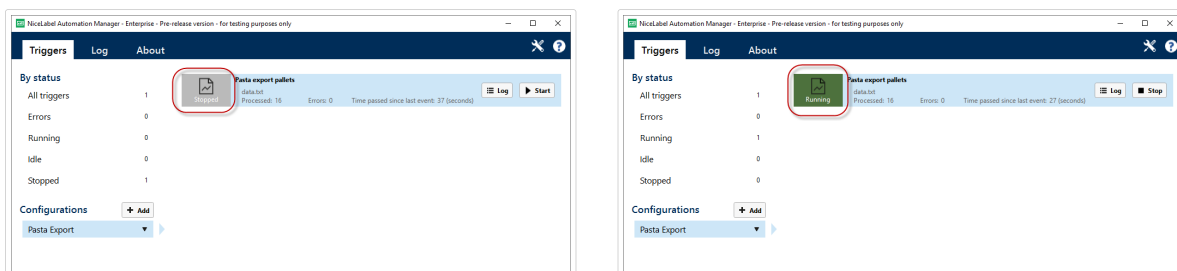 NiceLabel Automation Manager - Enterprise - Pre-release version - for testing purposes only
Triggers Log About
By status
All triggers 1
Errors 0
Running 0
Idle 0
Stopped 1
Configurations + Add
Pasta Export
Stopped
Pasta export pallets
data.txt
Processed: 16 Errors: 0 Time passed since last event: 37 (seconds)
Log Start
NiceLabel Automation Manager - Enterprise - Pre-release version - for testing purposes only
Triggers Log About
By status
All triggers 1
Errors 0
Running 1
Idle 0
Stopped 0
Configurations + Add
Pasta Export
Running
Pasta export pallets
data.txt
Processed: 16 Errors: 0 Time passed since last event: 27 (seconds)
Log Stop